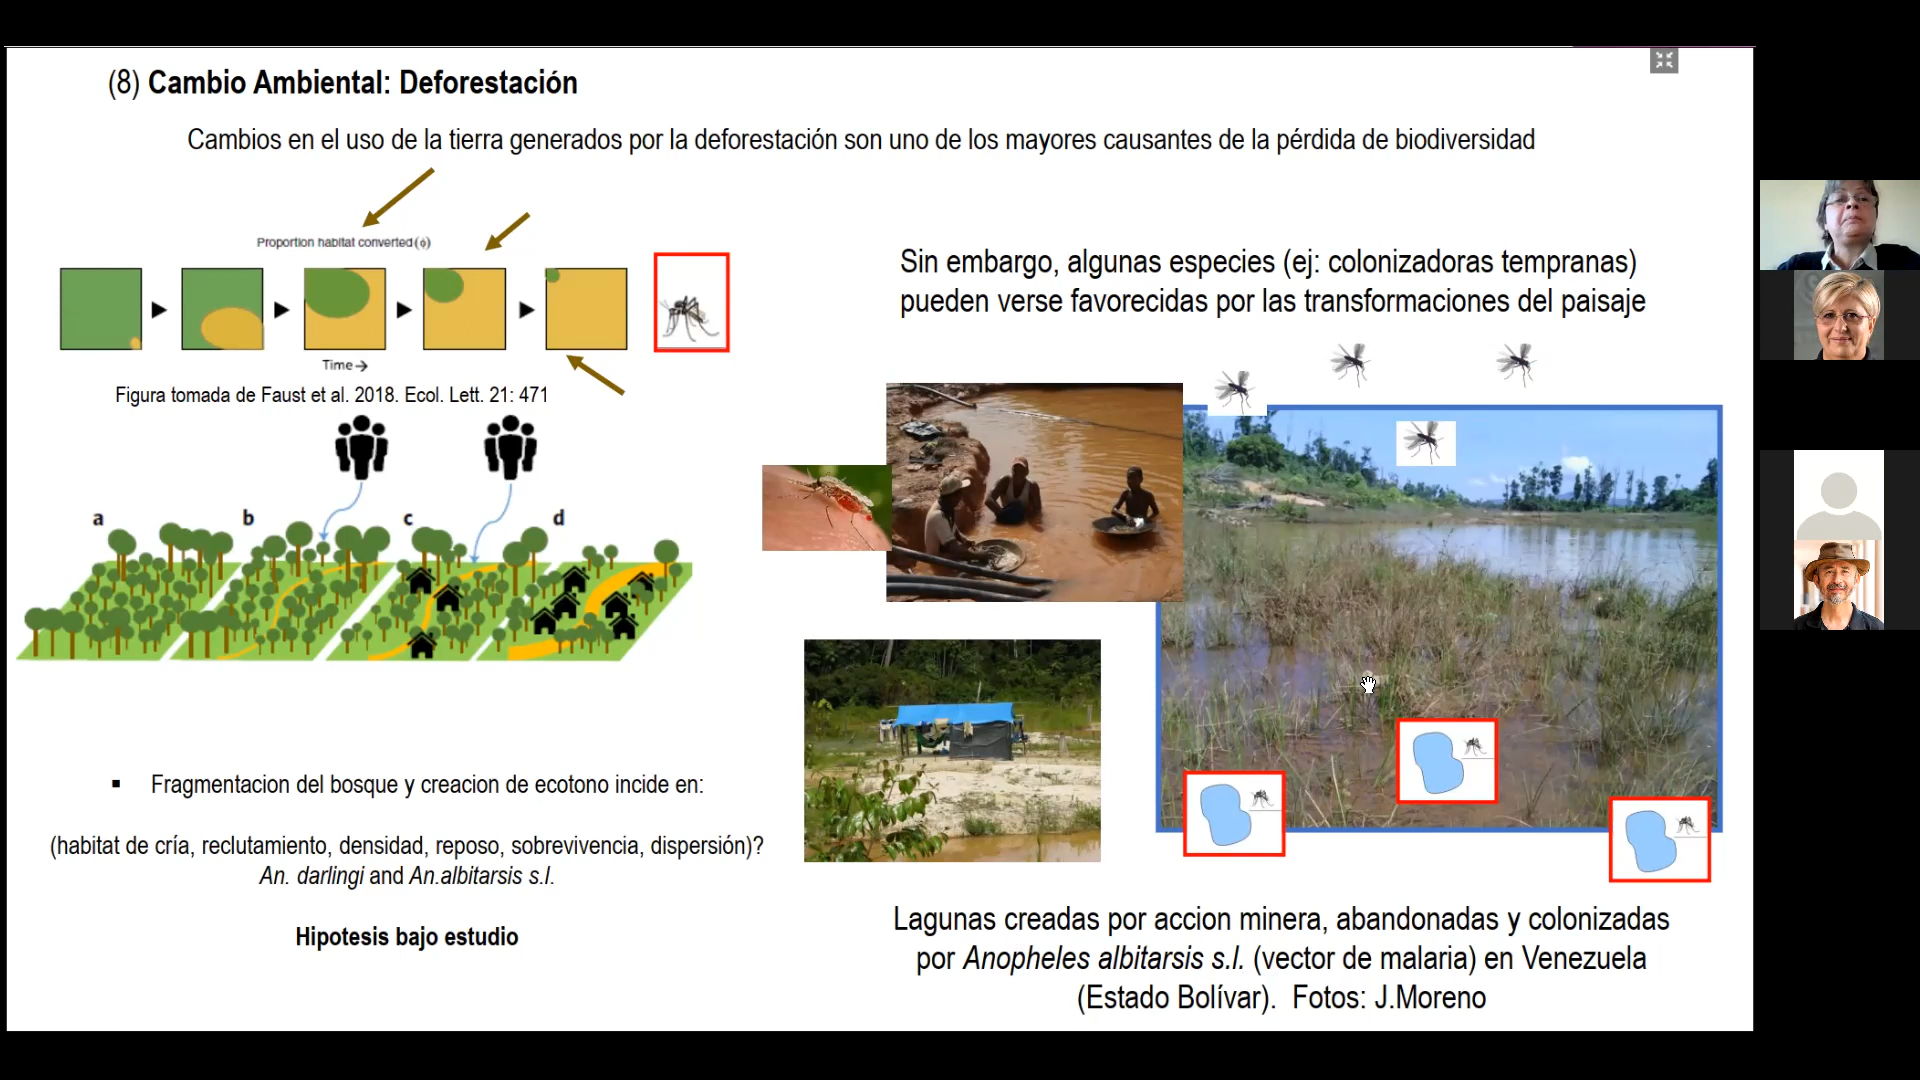 (8) Cambio Ambiental: Deforestación
Cambios en el uso de la tierra generados por la deforestación son uno de los mayores causantes de la pérdida de biodiversidad
Proportion habitat converted (ϕ)
Time→
Figura tomada de Faust et al. 2018. Ecol. Lett. 21: 471
a b c d
▪ Fragmentacion del bosque y creacion de ecotono incide en:
(habitat de cría, reclutamiento, densidad, reposo, sobrevivencia, dispersión)?
An. darlingi and An.albitarsis s.l.
Hipotesis bajo estudio
Sin embargo, algunas especies (ej: colonizadoras tempranas)
pueden verse favorecidas por las transformaciones del paisaje
Lagunas creadas por accion minera, abandonadas y colonizadas
por Anopheles albitarsis s.l. (vector de malaria) en Venezuela
(Estado Bolívar). Fotos: J.Moreno